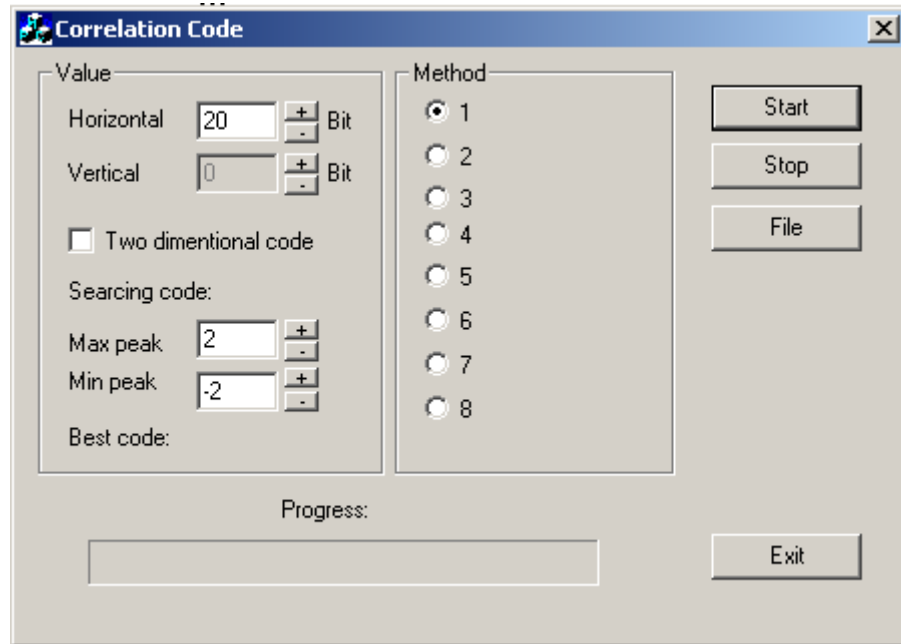 Correlation Code
Value
Horizontal 20 + - Bit
Vertical 0 + - Bit
Two dimentional code
Searcing code:
Max peak 2 + -
Min peak -2 + -
Best code:
Method
1
2
3
4
5
6
7
8
Start
Stop
File
Progress:
Exit